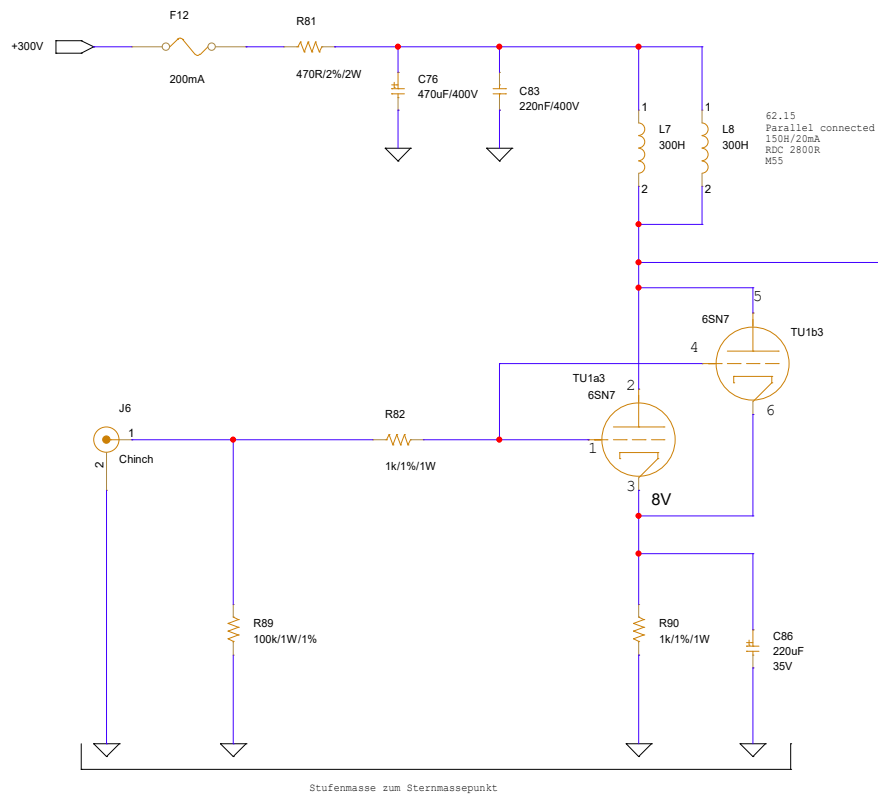 F12
R81
+300V
200mA
470R/2%/2W
C76
470uF/400V
C83
220nF/400V
1
1
L7
300H
L8
300H
2
2
62.15
Parallel connected
150H/20mA
RDC 2800R
M55
5
6SN7
TU1b3
4
TU1a3
2
6SN7
6
J6
1
R82
2
Chinch
1k/1%/1W
1
3
8V
R89
100k/1W/1%
R90
1k/1%/1W
C86
220uF
35V
Stufenmasse zum Sternmassepunkt